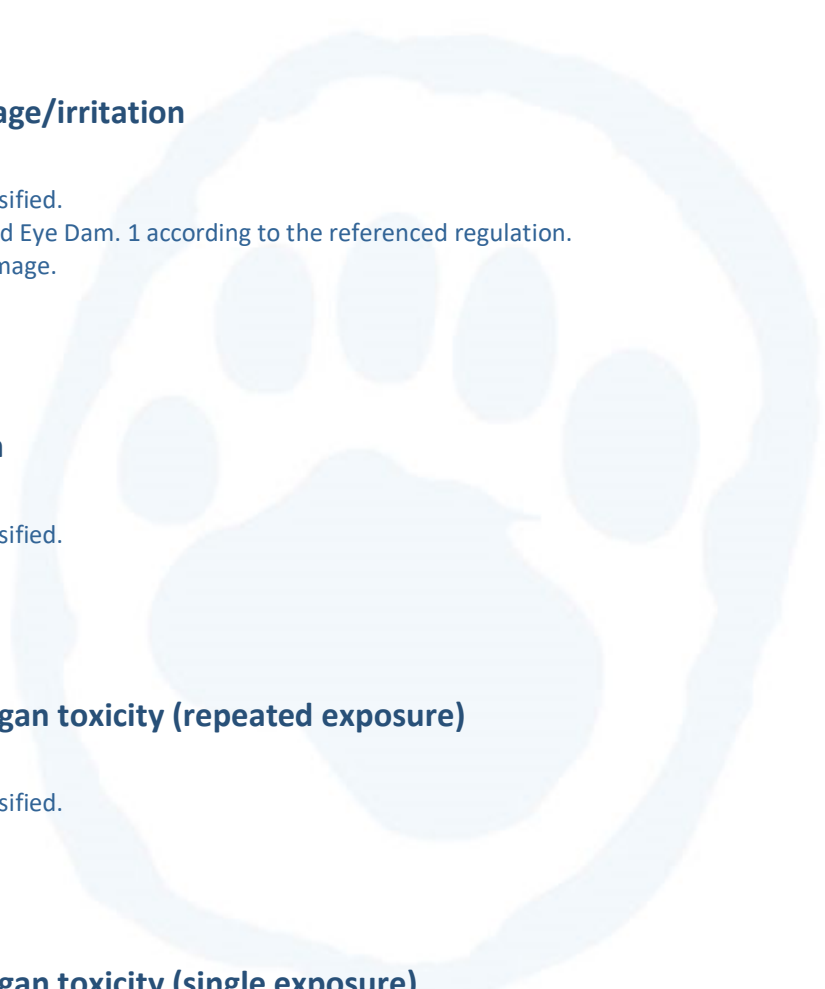 age/irritation
sified.
d Eye Dam. 1 according to the referenced regulation.
mage.
n
sified.
gan toxicity (repeated exposure)
sified.
gan toxicity (single exposure)